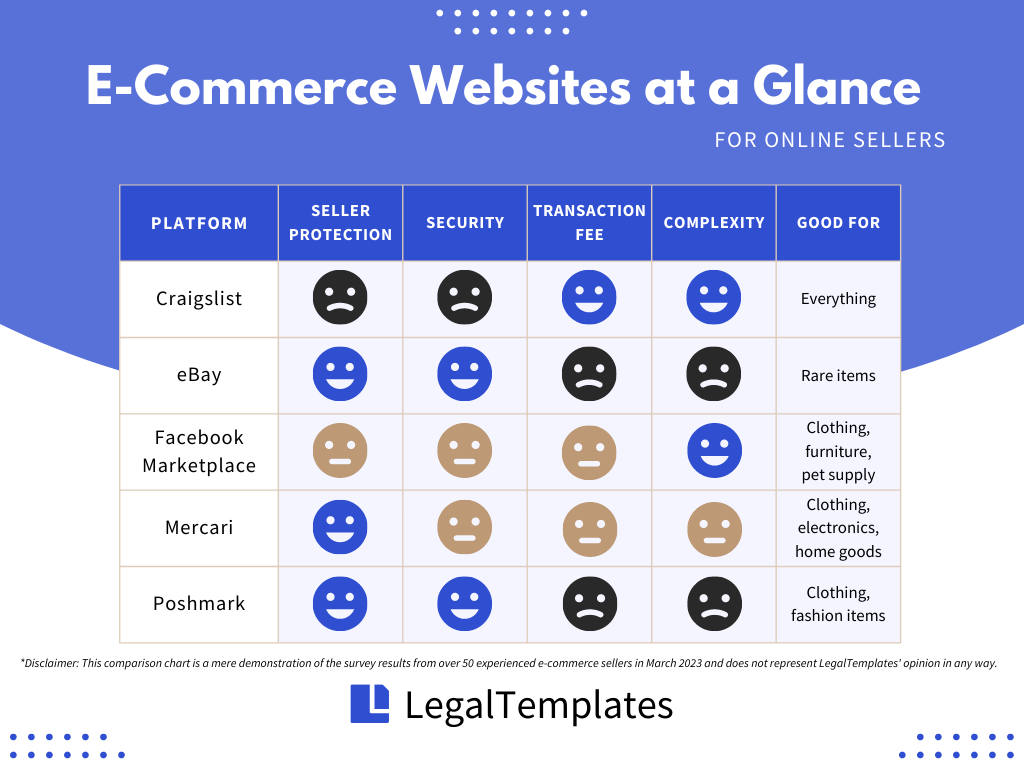 E-Commerce Websites at a Glance
FOR ONLINE SELLERS
PLATFORM
SELLER
PROTECTION
SECURITY
TRANSACTION
FEE
COMPLEXITY
GOOD FOR
Craigslist
Everything
eBay
Rare items
Facebook
Marketplace
Clothing,
furniture,
pet supply
Mercari
Clothing,
electronics,
home goods
Poshmark
Clothing,
fashion items
*Disclaimer: This comparison chart is a mere demonstration of the survey results from over 50 experienced e-commerce sellers in March 2023 and does not represent LegalTemplates' opinion in any way.
LegalTemplates